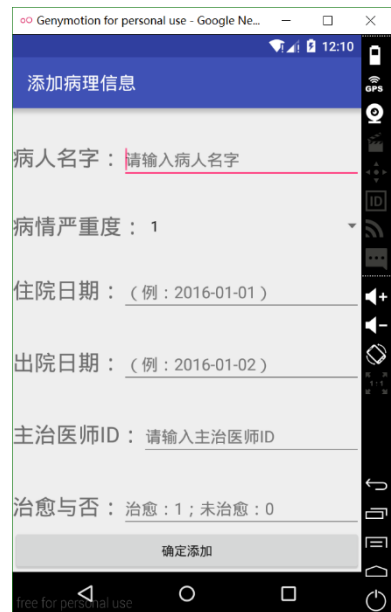 Genymotion for personal use - Google Ne...
12:10
添加病理信息
GPS
病人名字：请输入病人名字
病情严重度：1
ID
住院日期：（例：2016-01-01）
出院日期：（例：2016-01-02）
1:1
主治医师ID：请输入主治医师ID
治愈与否：治愈：1；未治愈：0
确定添加
free for personal use